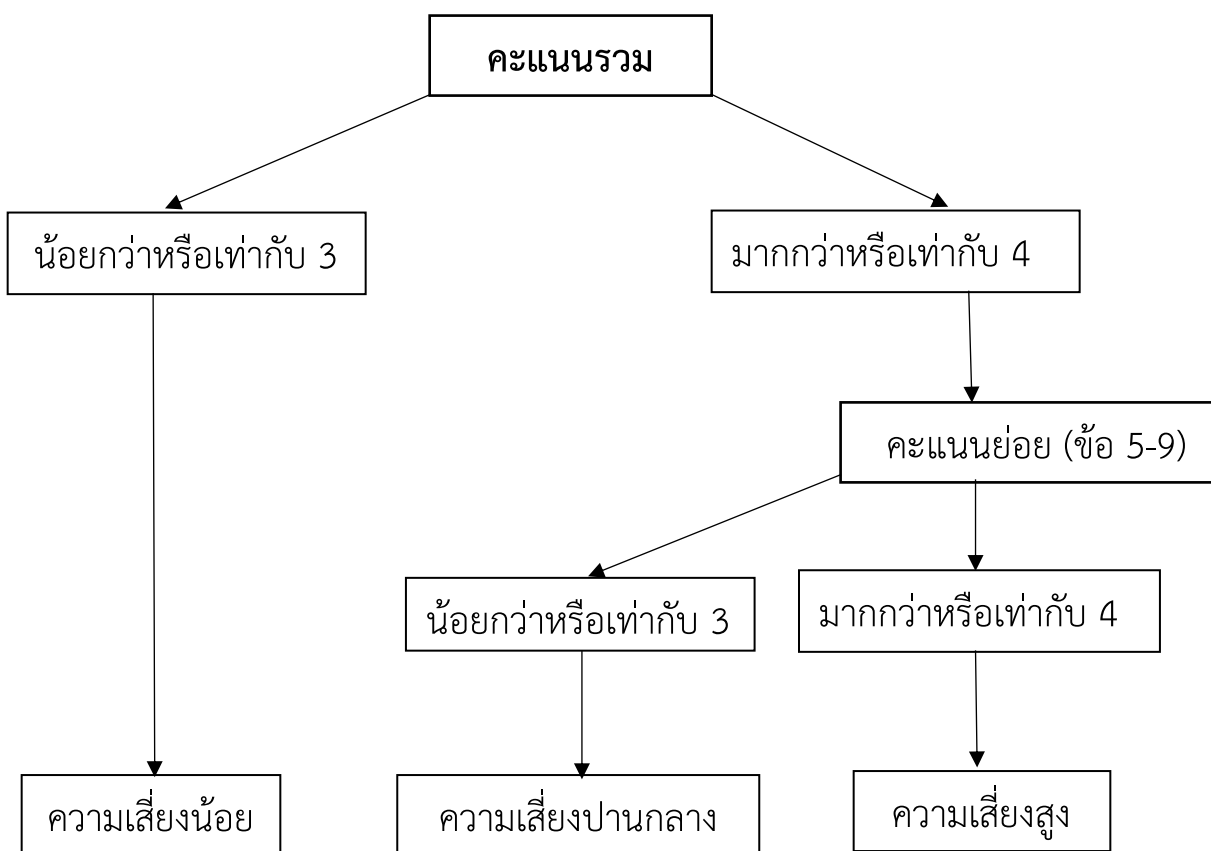 คะแนนรวม
น้อยกว่าหรือเท่ากับ 3
มากกว่าหรือเท่ากับ 4
คะแนนย่อย (ข้อ 5-9)
น้อยกว่าหรือเท่ากับ 3
มากกว่าหรือเท่ากับ 4
ความเสี่ยงน้อย
ความเสี่ยงปานกลาง
ความเสี่ยงสูง